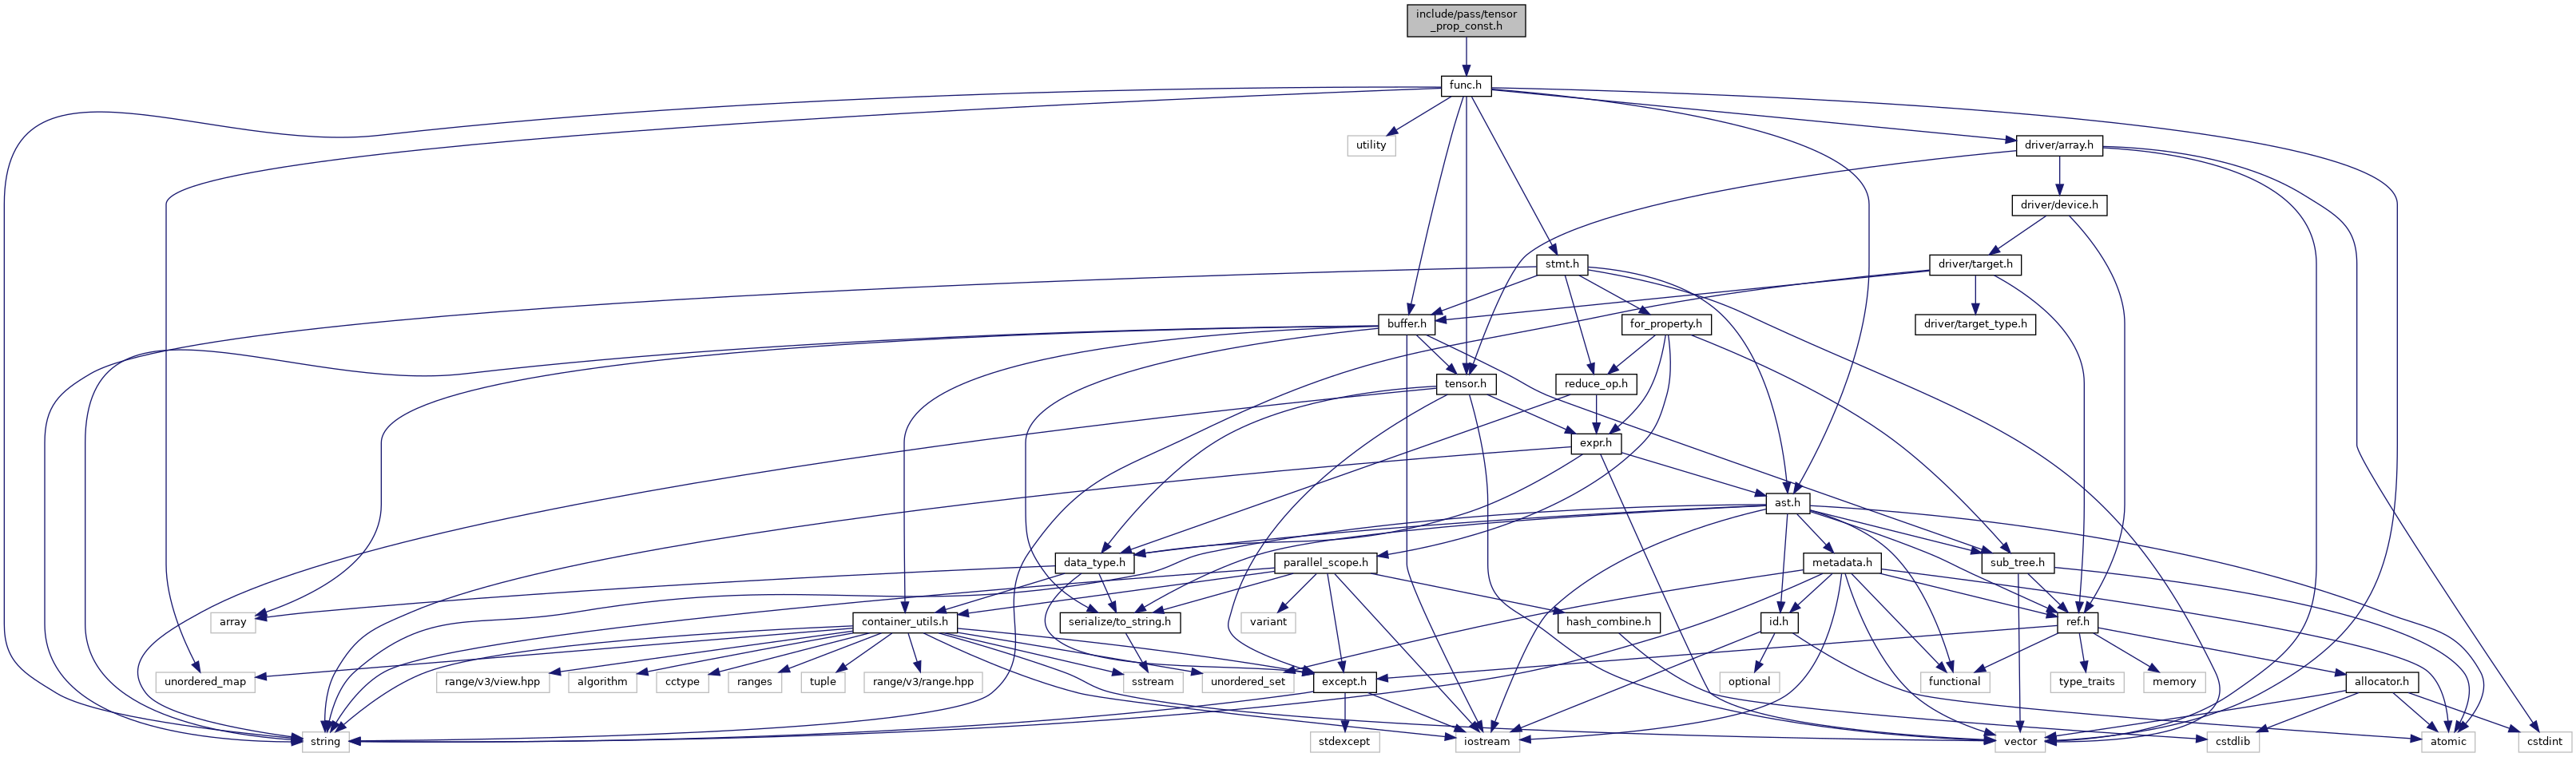 include/pass/tensor
_prop_const.h
func.h
utility
driver/array.h
driver/device.h
stmt.h
driver/target.h
buffer.h
for_property.h
driver/target_type.h
tensor.h
reduce_op.h
expr.h
ast.h
data_type.h
parallel_scope.h
metadata.h
sub_tree.h
array
container_utils.h
serialize/to_string.h
variant
hash_combine.h
id.h
ref.h
unordered_map
range/v3/view.hpp
algorithm
cctype
ranges
tuple
range/v3/range.hpp
sstream
unordered_set
except.h
optional
functional
type_traits
memory
allocator.h
string
stdexcept
iostream
vector
cstdlib
atomic
cstdint